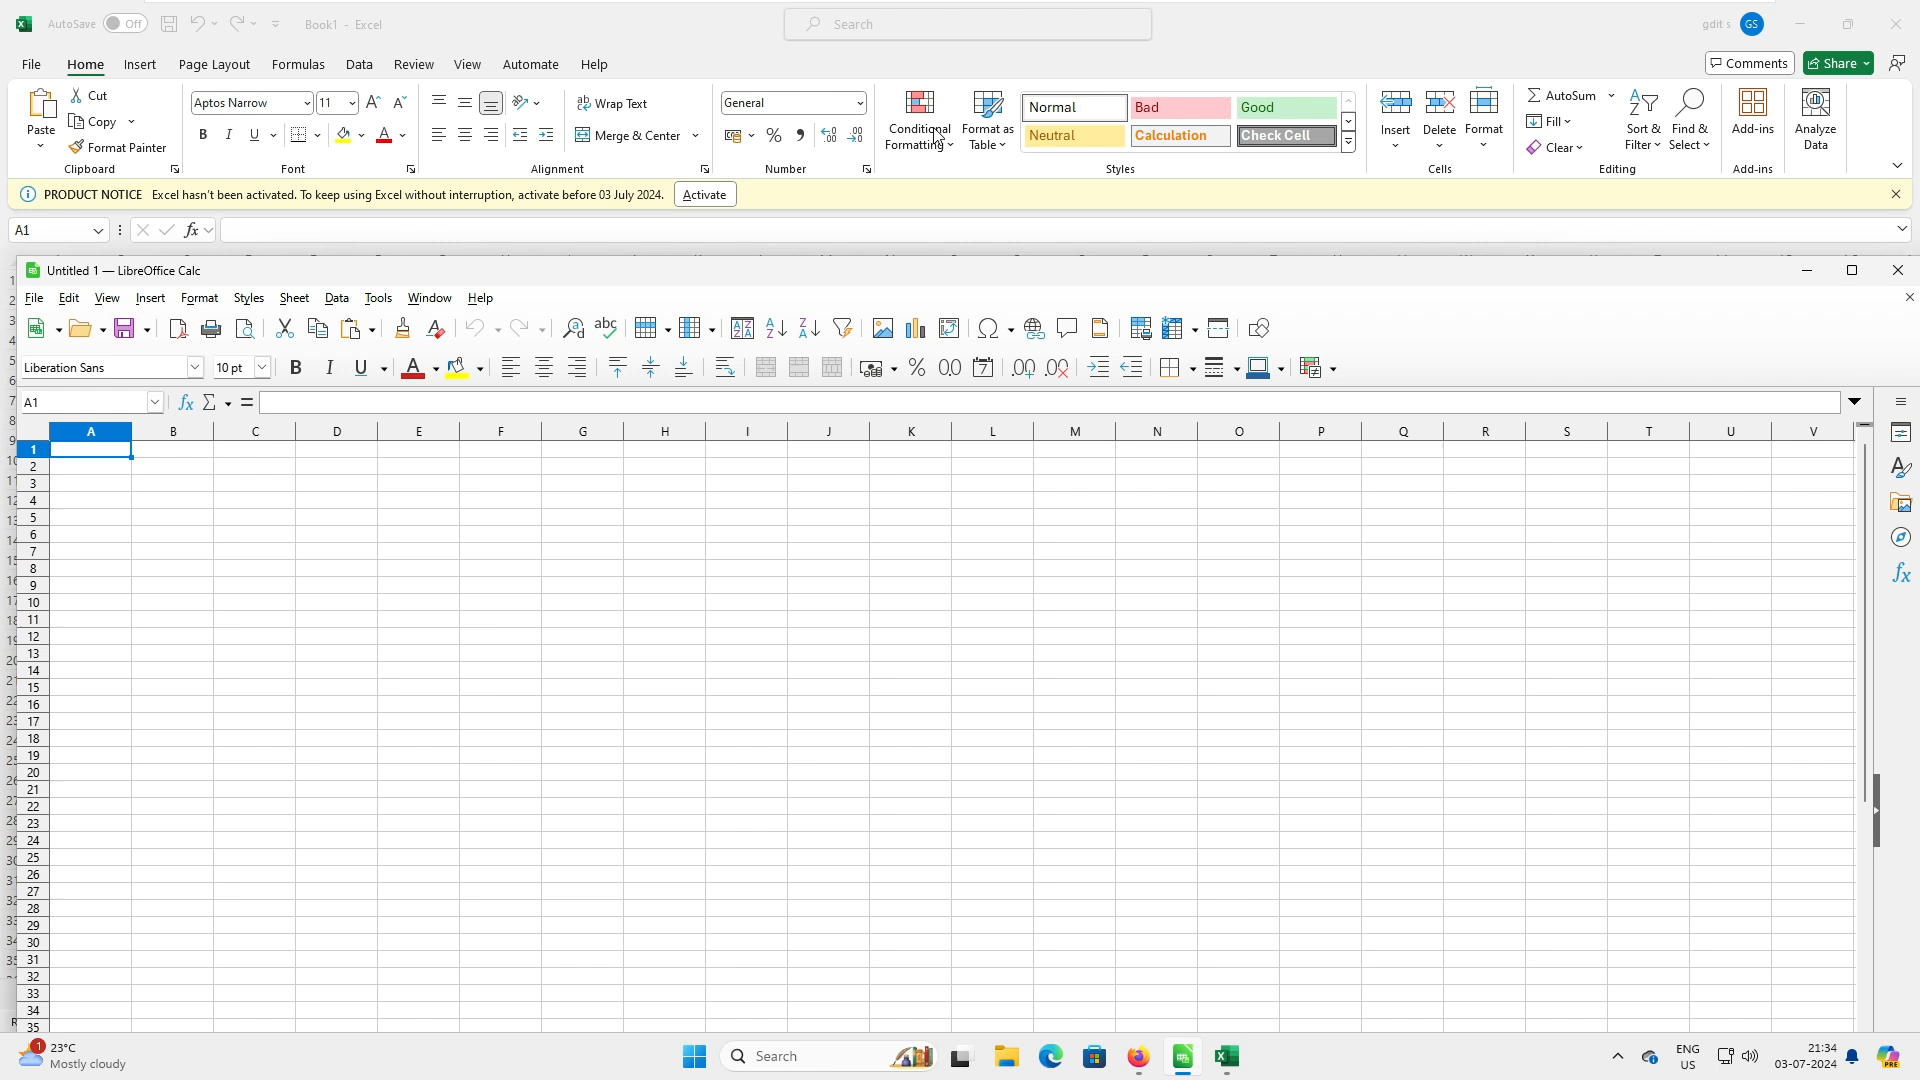 AutoSave Off Book1 - Excel Search gdit s GS
File Home Insert Page Layout Formulas Data Review View Automate Help Comments Share
Paste Cut Copy Format Painter Clipboard
Aptos Narrow 11 B I U Font
Wrap Text Merge & Center Alignment
General Number
Conditional Formatting Format as Table
Normal Bad Good
Neutral Calculation Check Cell
Styles
Insert Delete Format Cells
AutoSum Fill Clear Sort & Filter Find & Select Editing
Add-ins Add-ins
Analyze Data
PRODUCT NOTICE Excel hasn't been activated. To keep using Excel without interruption, activate before 03 July 2024. Activate
A1 fx
Untitled 1 — LibreOffice Calc
File Edit View Insert Format Styles Sheet Data Tools Window Help
Liberation Sans 10 pt B I U A
A1 fx Σ =
A B C D E F G H I J K L M N O P Q R S T U V
1
2
3
4
5
6
7
8
9
10
11
12
13
14
15
16
17
18
19
20
21
22
23
24
25
26
27
28
29
30
31
32
33
34
35
1 23°C
Mostly cloudy
Search
ENG
US
21:34
03-07-2024
PRE